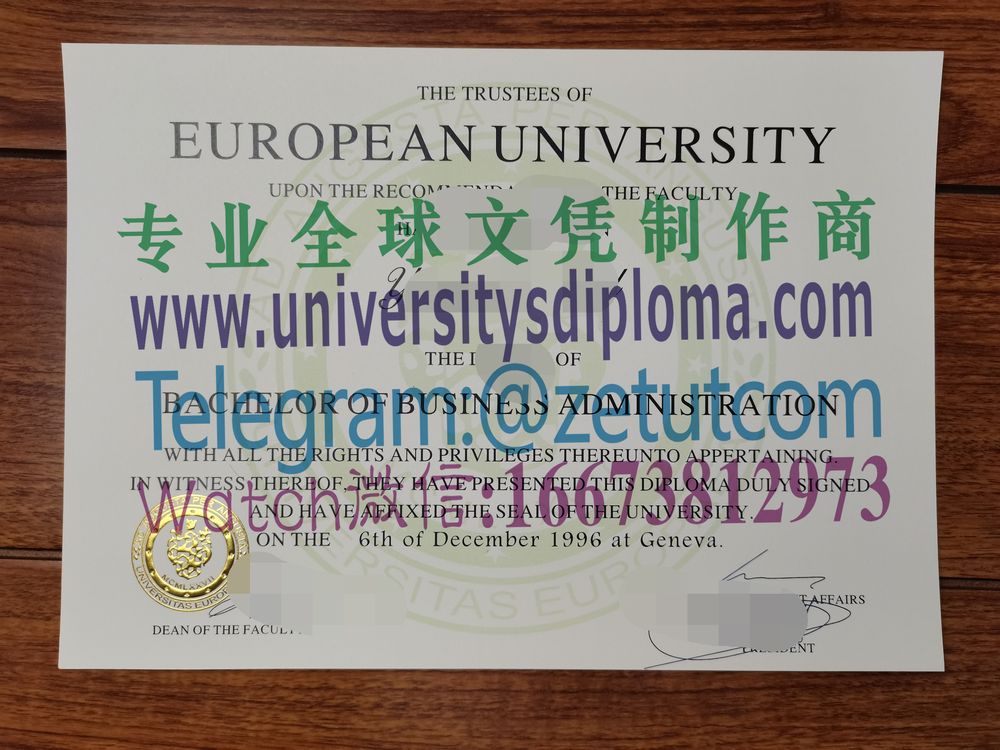 THE TRUSTEES OF
EUROPEAN UNIVERSITY
UPON THE THE FACULTY
专业全球文凭制作商
www.universitysdiploma.com
THE OF
Telegram:@zetutcom
BACHELOR OF BUSINESS ADMINISTRATION
WITH ALL THE RIGHTS AND PRIVILEGES THEREUNTO APPERTAINING.
IN WITNESS THEREOF, THEY HAVE PRESENTED THIS DIPLOMA DULY SIGNED
Watch微信:16673812973
AND HAVE AFFIXED THE SEAL OF THE UNIVERSITY.
ON THE 6th of December 1996 at Geneva.
MCMLXXVII
UNIVERSITAS
AFFAIRS
DEAN OF THE